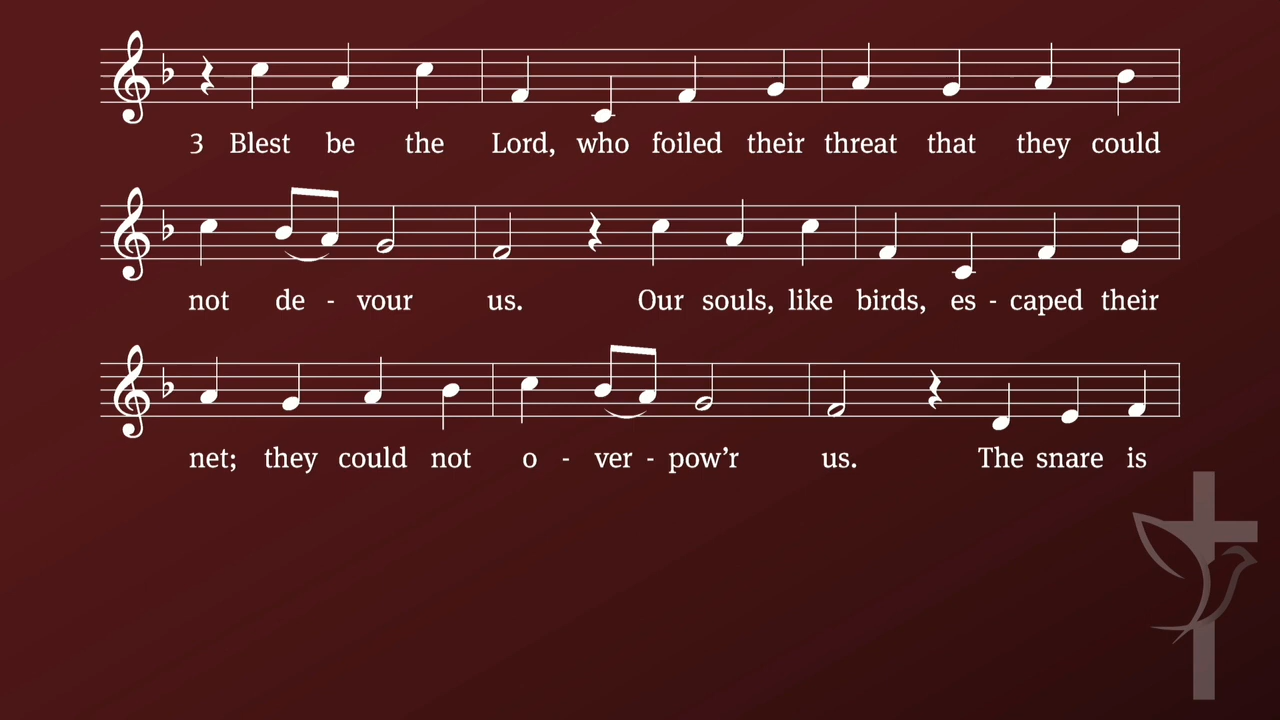 3 Blest be the Lord, who foiled their threat that they could
not de - vour us. Our souls, like birds, es - caped their
net; they could not o - ver - pow’r us. The snare is